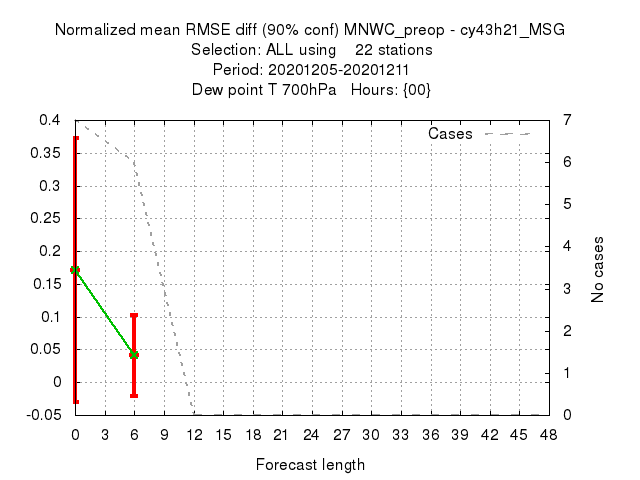 Normalized mean RMSE diff (90% conf) MNWC_preop - cy43h21_MSG
Selection: ALL using    22 stations
Period: 20201205-20201211
Dew point T 700hPa   Hours: {00}
Cases
0.4
0.35
0.3
0.25
0.2
0.15
0.1
0.05
0
-0.05
7
6
5
4
3
2
1
0
No cases
0 3 6 9 12 15 18 21 24 27 30 33 36 39 42 45 48
Forecast length